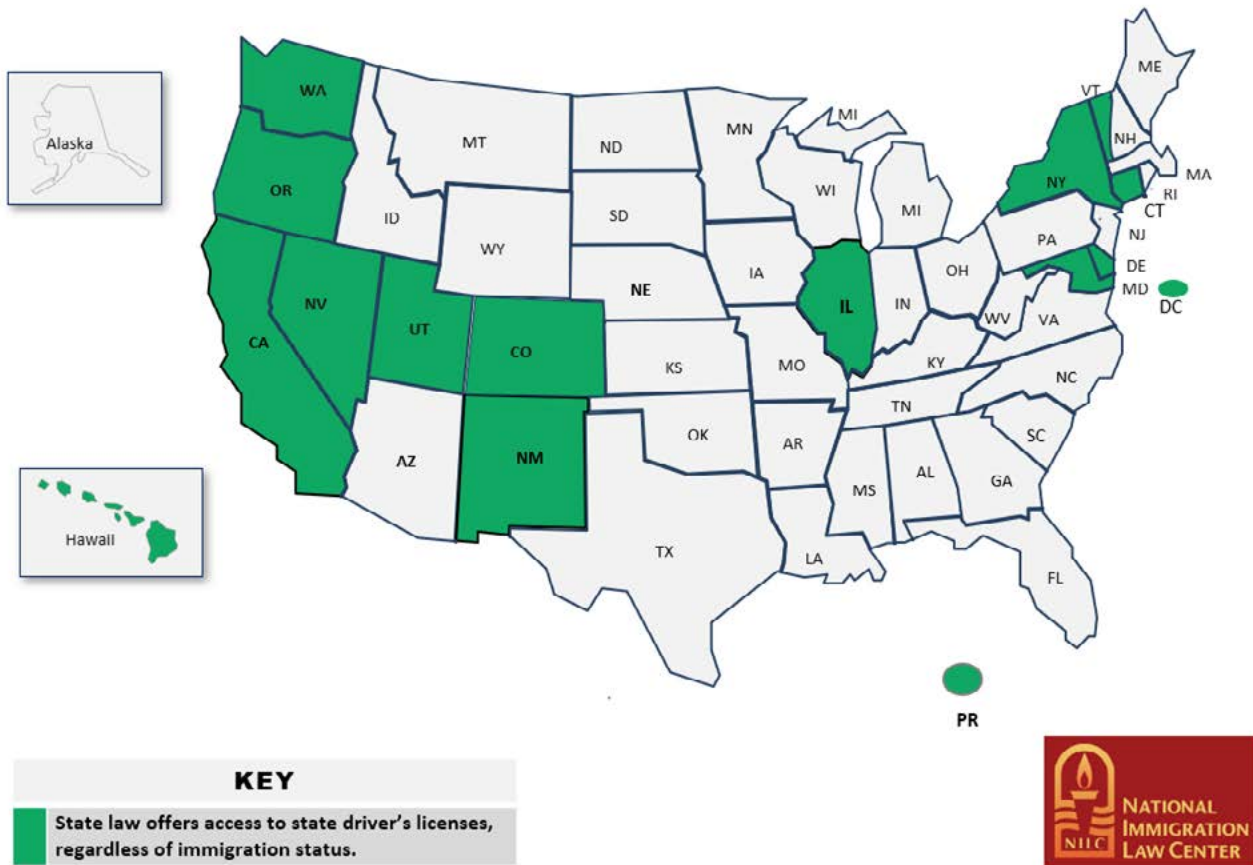 WA
ME
VT
MI
MN
Alaska
MT
ND
NH
MA
WI
NY
OR
RI
CT
ID
SD
MI
NJ
WY
PA
IA
OH
DE
NE
MD
DC
NV
IL
IN
UT
WV
VA
CA
CO
KS
MO
KY
NC
TN
OK
AR
SC
AZ
NM
AL
GA
MS
Hawaii
TX
LA
FL
PR
KEY
State law offers access to state driver's licenses,
regardless of immigration status.
NILC
NATIONAL
IMMIGRATION
LAW CENTER